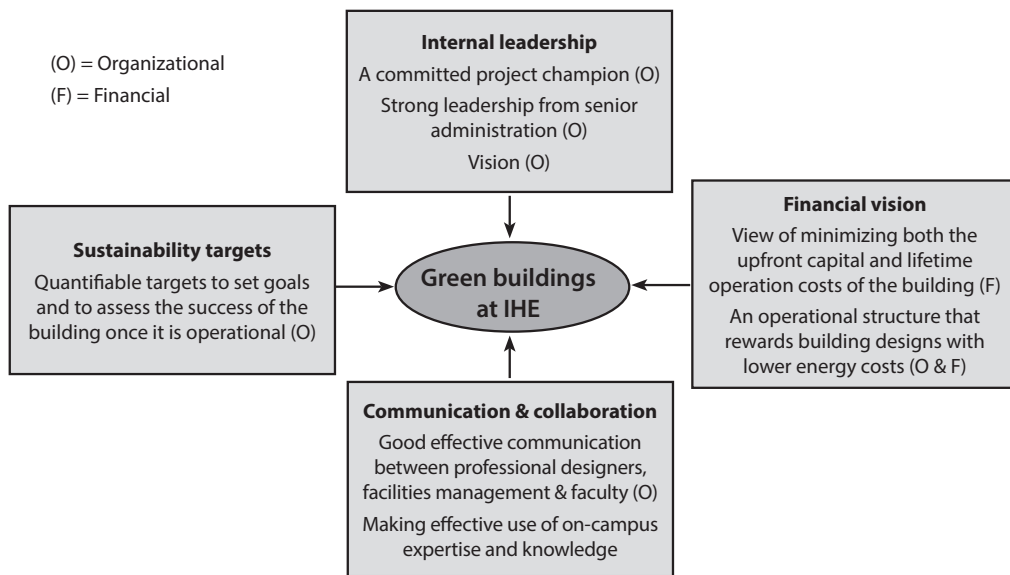 (O) = Organizational
(F) = Financial
Internal leadership
A committed project champion (O)
Strong leadership from senior
administration (O)
Vision (O)
Sustainability targets
Quantifiable targets to set goals
and to assess the success of the
building once it is operational (O)
Green buildings
at IHE
Financial vision
View of minimizing both the
upfront capital and lifetime
operation costs of the building (F)
An operational structure that
rewards building designs with
lower energy costs (O & F)
Communication & collaboration
Good effective communication
between professional designers,
facilities management & faculty (O)
Making effective use of on-campus
expertise and knowledge